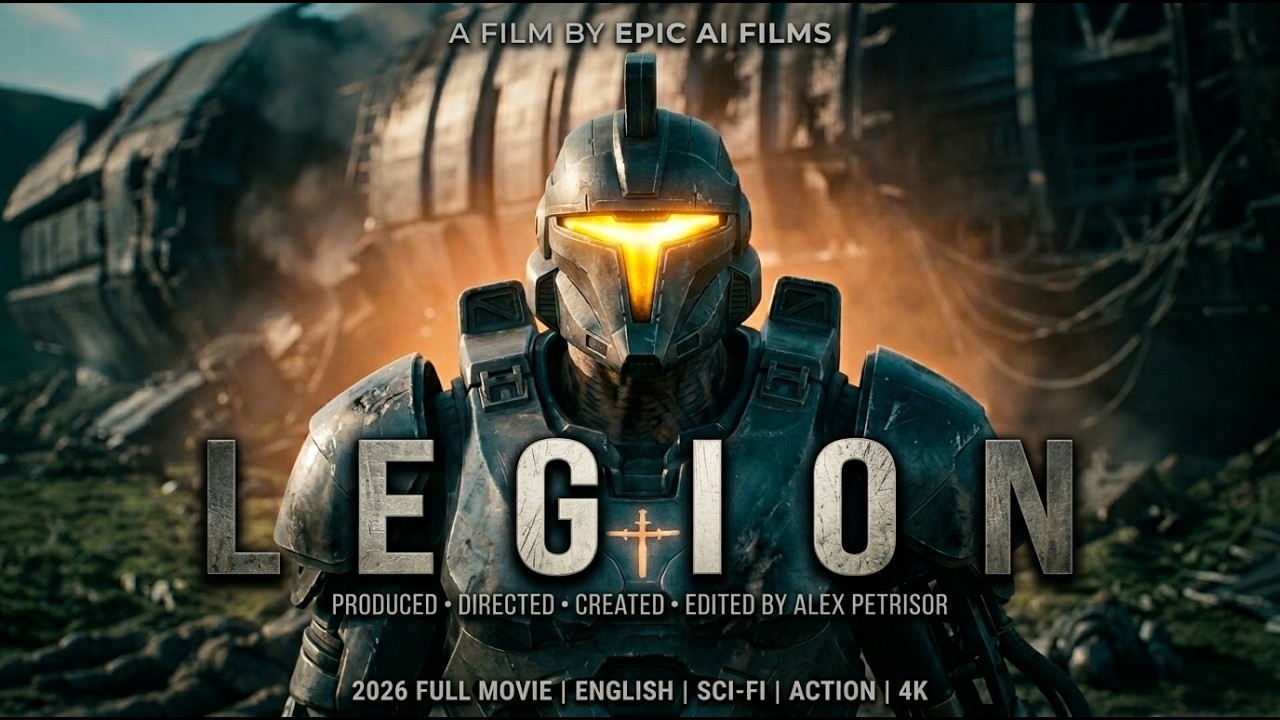 A FILM BY EPIC AI FILMS
LEGION
PRODUCED • DIRECTED • CREATED • EDITED BY ALEX PETRISOR
2026 FULL MOVIE | ENGLISH | SCI-FI | ACTION | 4K